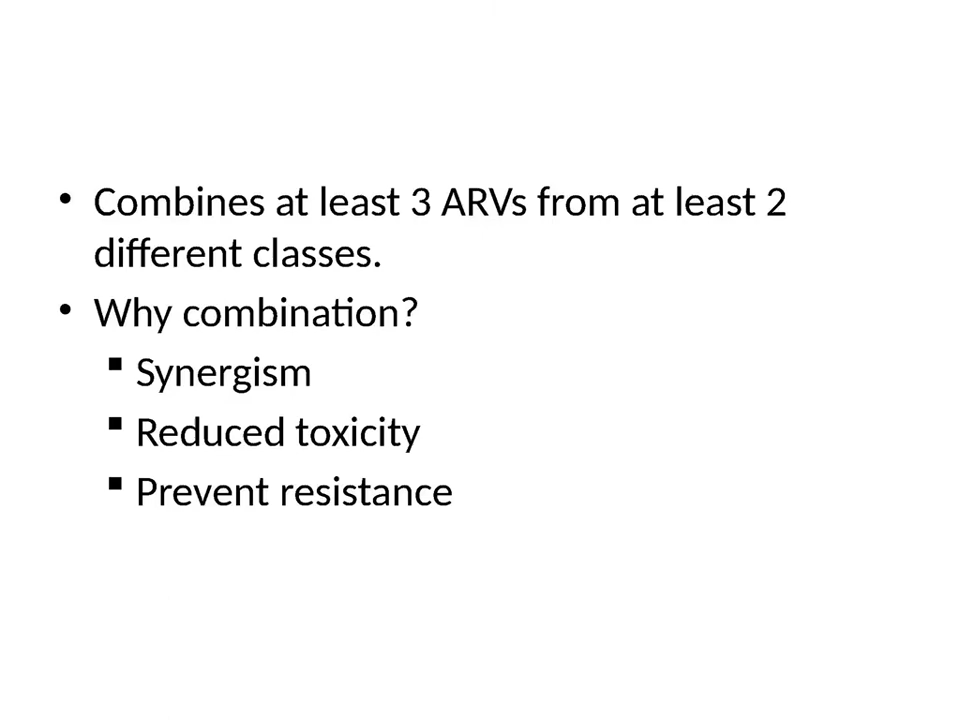 • Combines at least 3 ARVs from at least 2
different classes.
• Why combination?
▪ Synergism
▪ Reduced toxicity
▪ Prevent resistance